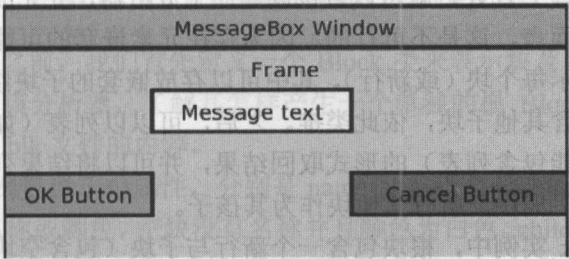 MessageBox Window
Frame
Message text
OK Button
Cancel Button